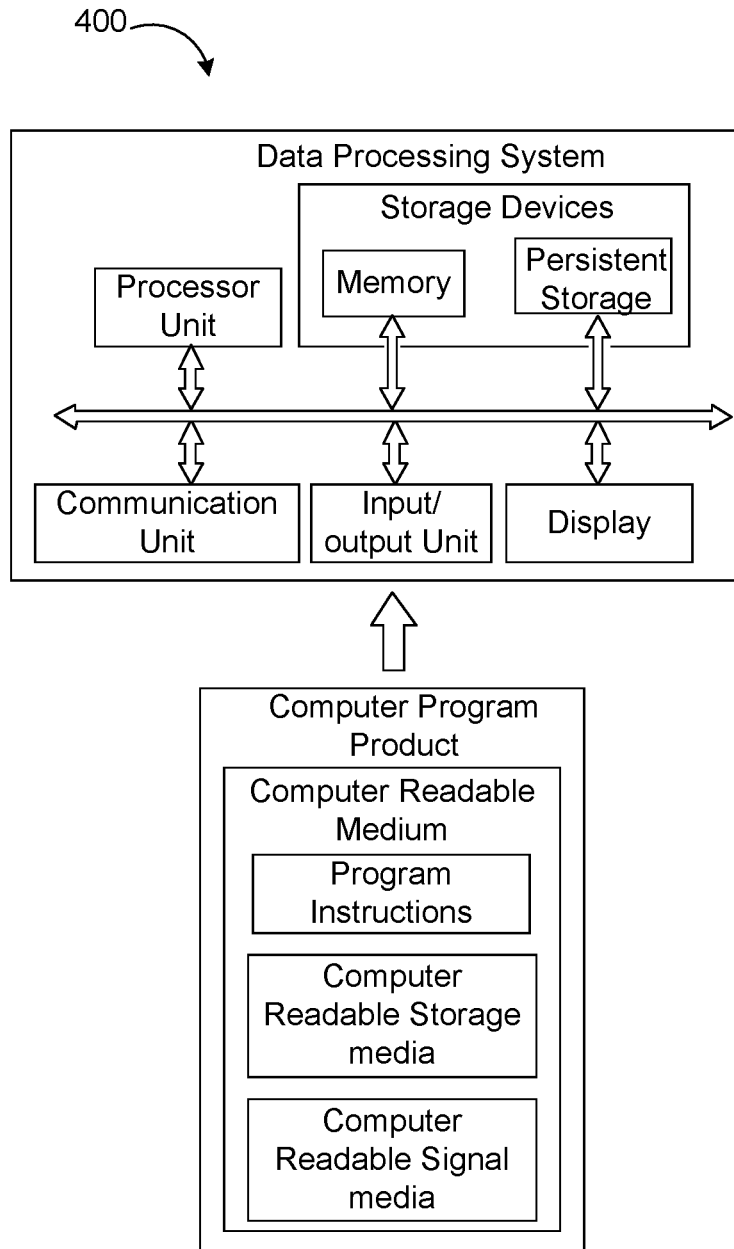 400
Data Processing System
Storage Devices
Processor
Unit
Memory
Persistent
Storage
Communication
Unit
Input/
output Unit
Display
Computer Program
Product
Computer Readable
Medium
Program
Instructions
Computer
Readable Storage
media
Computer
Readable Signal
media